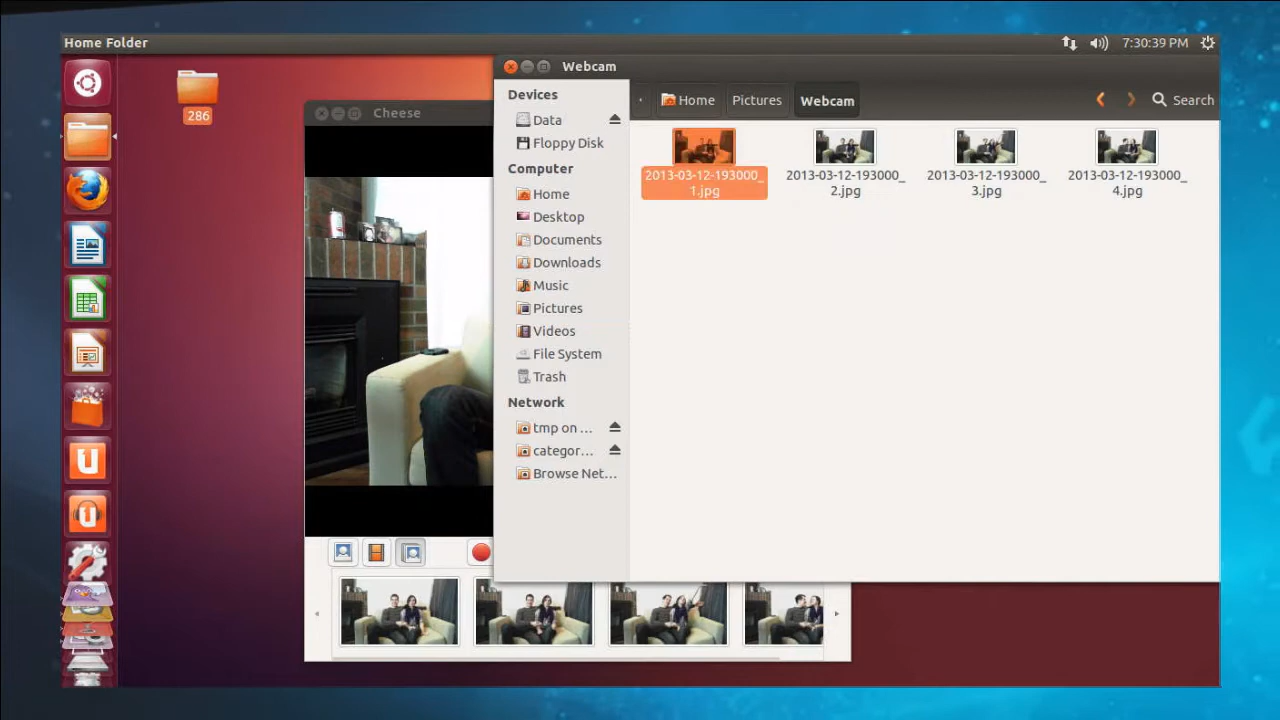 Home Folder
7:30:39 PM
286
Cheese
Webcam
Devices
Data
Floppy Disk
Computer
Home
Desktop
Documents
Downloads
Music
Pictures
Videos
File System
Trash
Network
tmp on ...
categor...
Browse Net...
Home
Pictures
Webcam
Search
2013-03-12-193000_
1.jpg
2013-03-12-193000_
2.jpg
2013-03-12-193000_
3.jpg
2013-03-12-193000_
4.jpg